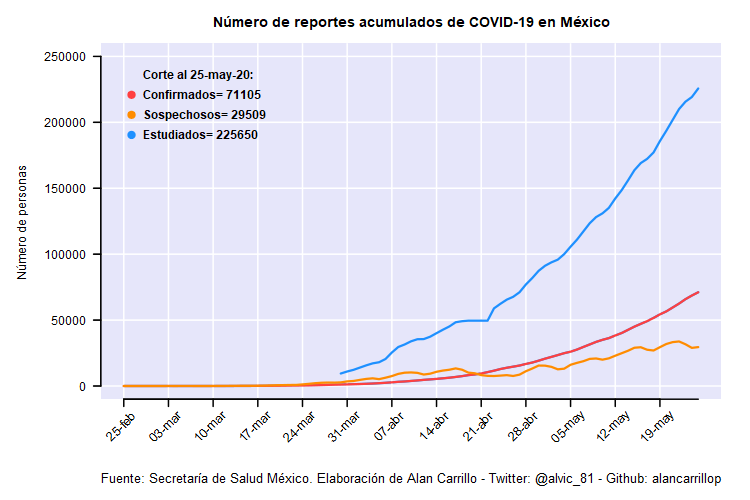 Número de reportes acumulados de COVID-19 en México
Número de personas
250000
200000
150000
100000
50000
0
Corte al 25-may-20:
Confirmados= 71105
Sospechosos= 29509
Estudiados= 225650
25-feb
03-mar
10-mar
17-mar
24-mar
31-mar
07-abr
14-abr
21-abr
28-abr
05-may
12-may
19-may
Fuente: Secretaría de Salud México. Elaboración de Alan Carrillo - Twitter: @alvic_81 - Github: alancarrillop